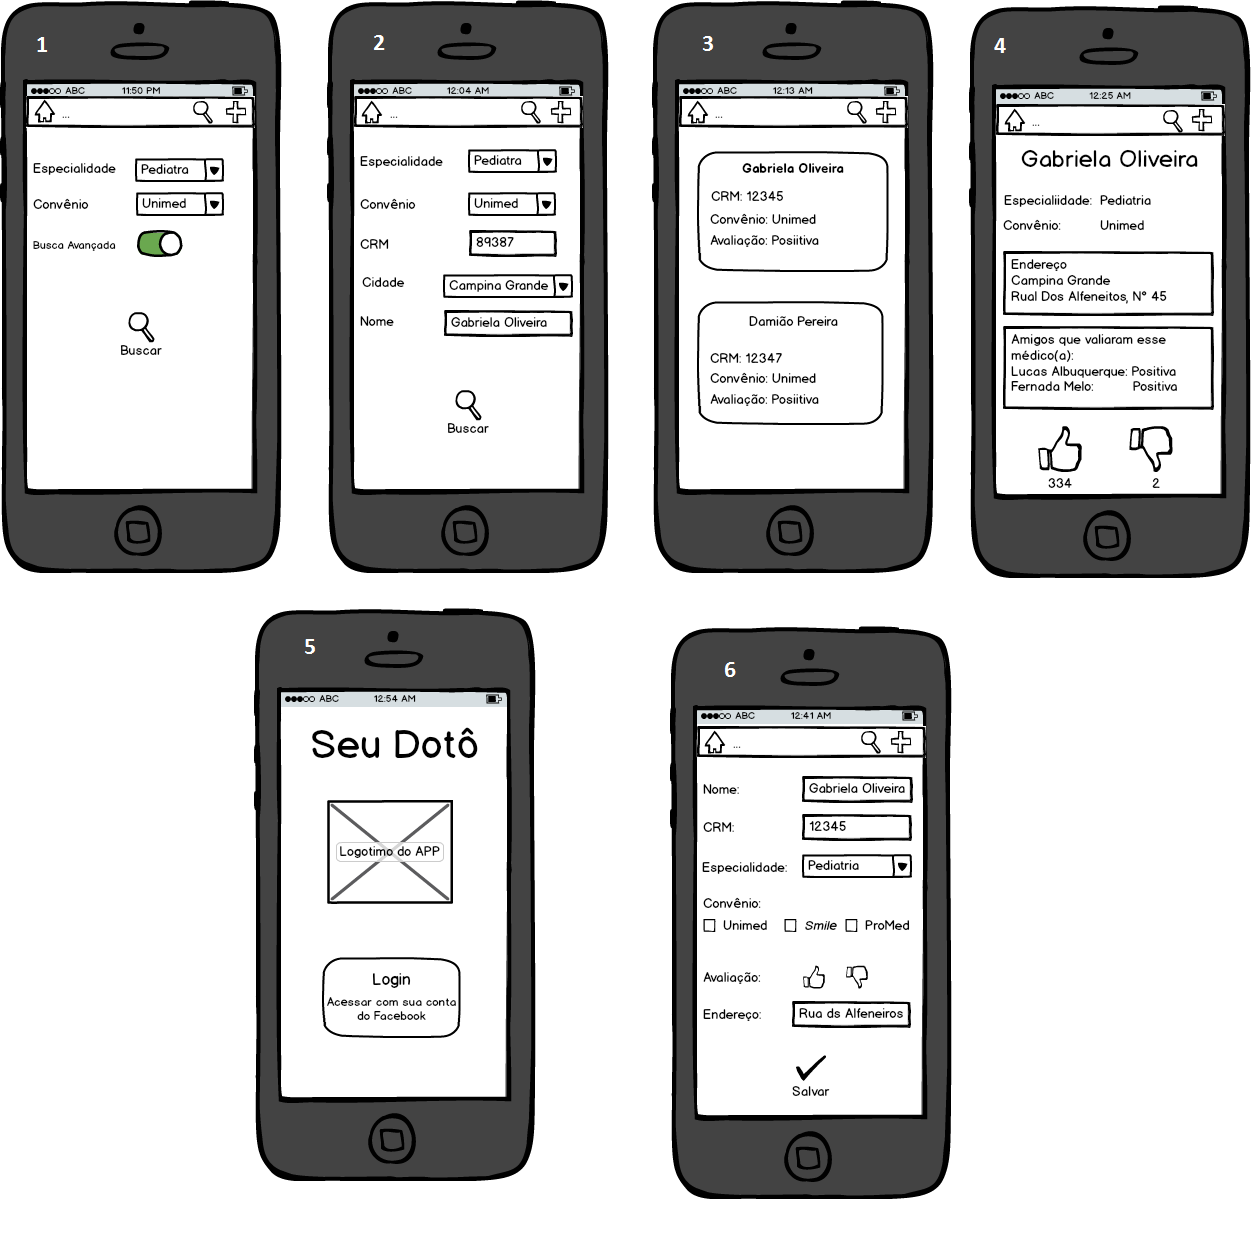 1
ABC 11:50 PM
...
Especialidade Pediatra
Convênio Unimed
Busca Avançada
Buscar
2
ABC 12:04 AM
...
Especialidade Pediatra
Convênio Unimed
CRM 89387
Cidade Campina Grande
Nome Gabriela Oliveira
Buscar
3
ABC 12:13 AM
...
Gabriela Oliveira
CRM: 12345
Convênio: Unimed
Avaliação: Posiitiva
Damião Pereira
CRM: 12347
Convênio: Unimed
Avaliação: Posiitiva
4
ABC 12:25 AM
...
Gabriela Oliveira
Especialiidade: Pediatria
Convênio: Unimed
Endereço
Campina Grande
Rual Dos Alfeneitos, N° 45
Amigos que valiaram esse
médico(a):
Lucas Albuquerque: Positiva
Fernada Melo: Positiva
334 2
5
ABC 12:54 AM
Seu Dotô
Logotimo do APP
Login
Acessar com sua conta
do Facebook
6
ABC 12:41 AM
...
Nome: Gabriela Oliveira
CRM: 12345
Especialidade: Pediatria
Convênio:
Unimed Smile ProMed
Avaliação:
Endereço: Rua ds Alfeneiros
Salvar